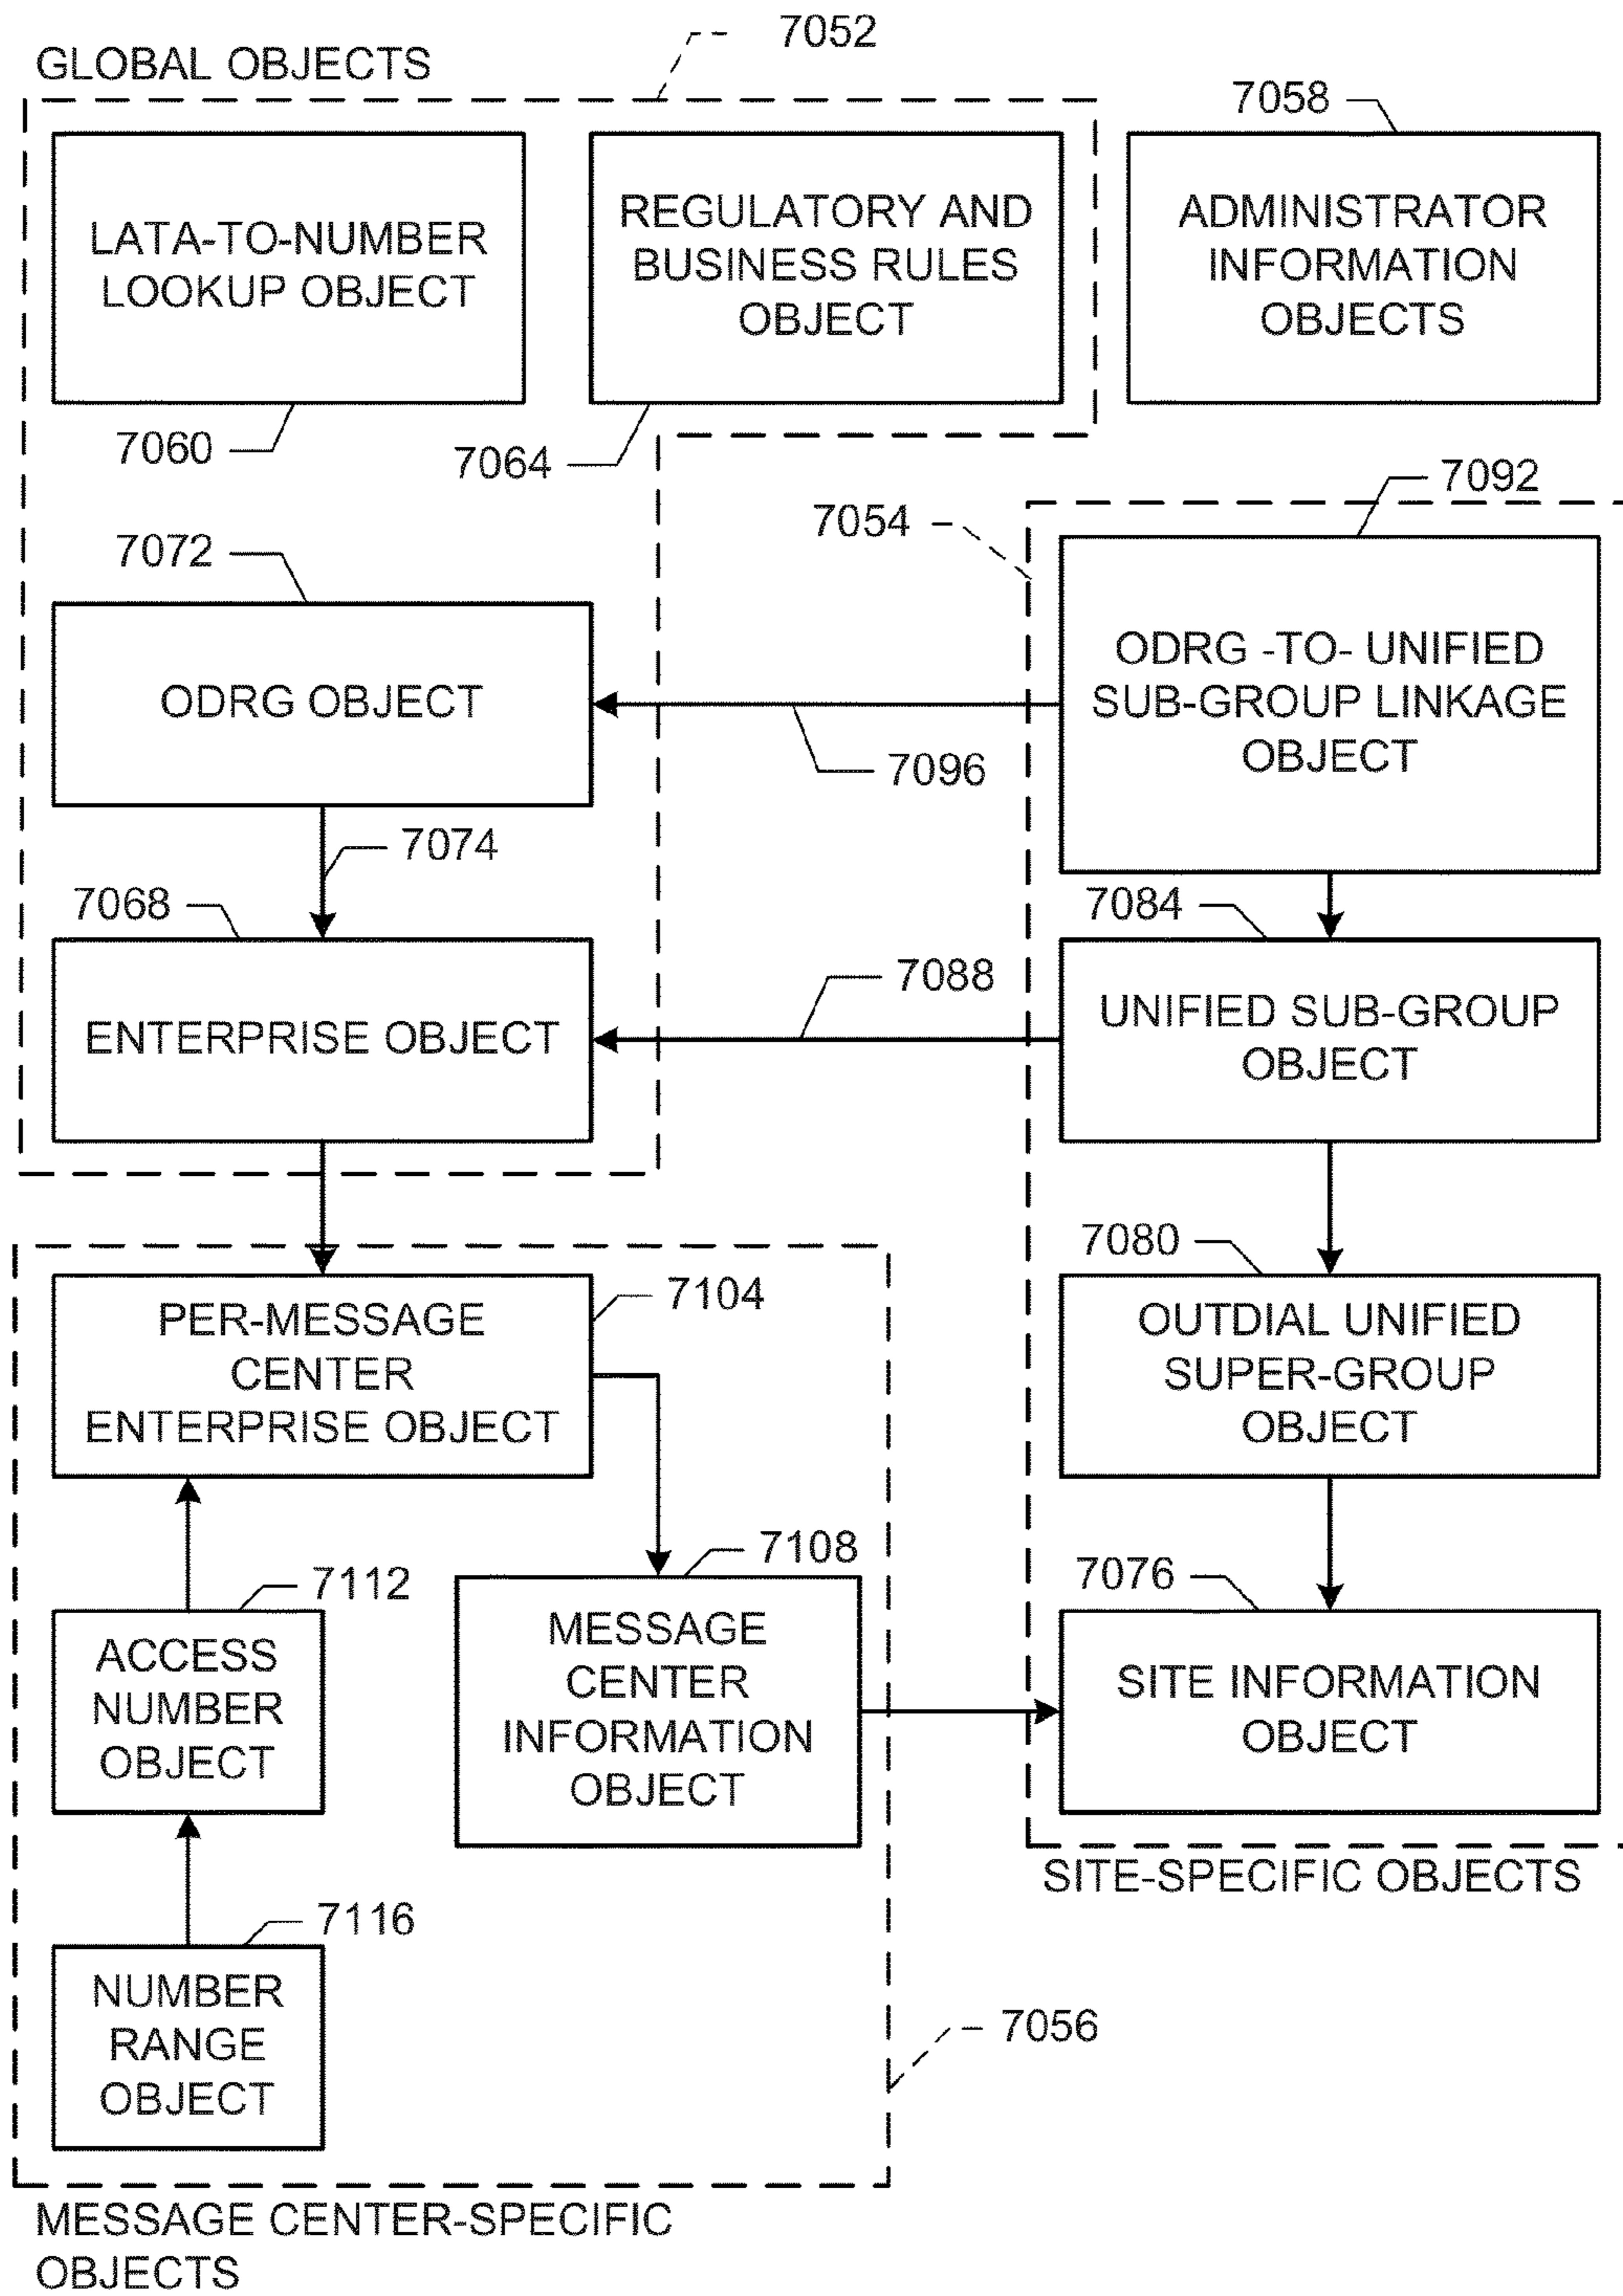 7052
GLOBAL OBJECTS
7058
LATA-TO-NUMBER
LOOKUP OBJECT
REGULATORY AND
BUSINESS RULES
OBJECT
ADMINISTRATOR
INFORMATION
OBJECTS
7060
7064
7092
7054
7072
ODRG OBJECT
ODRG -TO- UNIFIED
SUB-GROUP LINKAGE
OBJECT
7096
7074
7068
7084
7088
ENTERPRISE OBJECT
UNIFIED SUB-GROUP
OBJECT
7080
7104
PER-MESSAGE
CENTER
ENTERPRISE OBJECT
OUTDIAL UNIFIED
SUPER-GROUP
OBJECT
7108
7112
7076
ACCESS
NUMBER
OBJECT
MESSAGE
CENTER
INFORMATION
OBJECT
SITE INFORMATION
OBJECT
SITE-SPECIFIC OBJECTS
7116
NUMBER
RANGE
OBJECT
7056
MESSAGE CENTER-SPECIFIC
OBJECTS